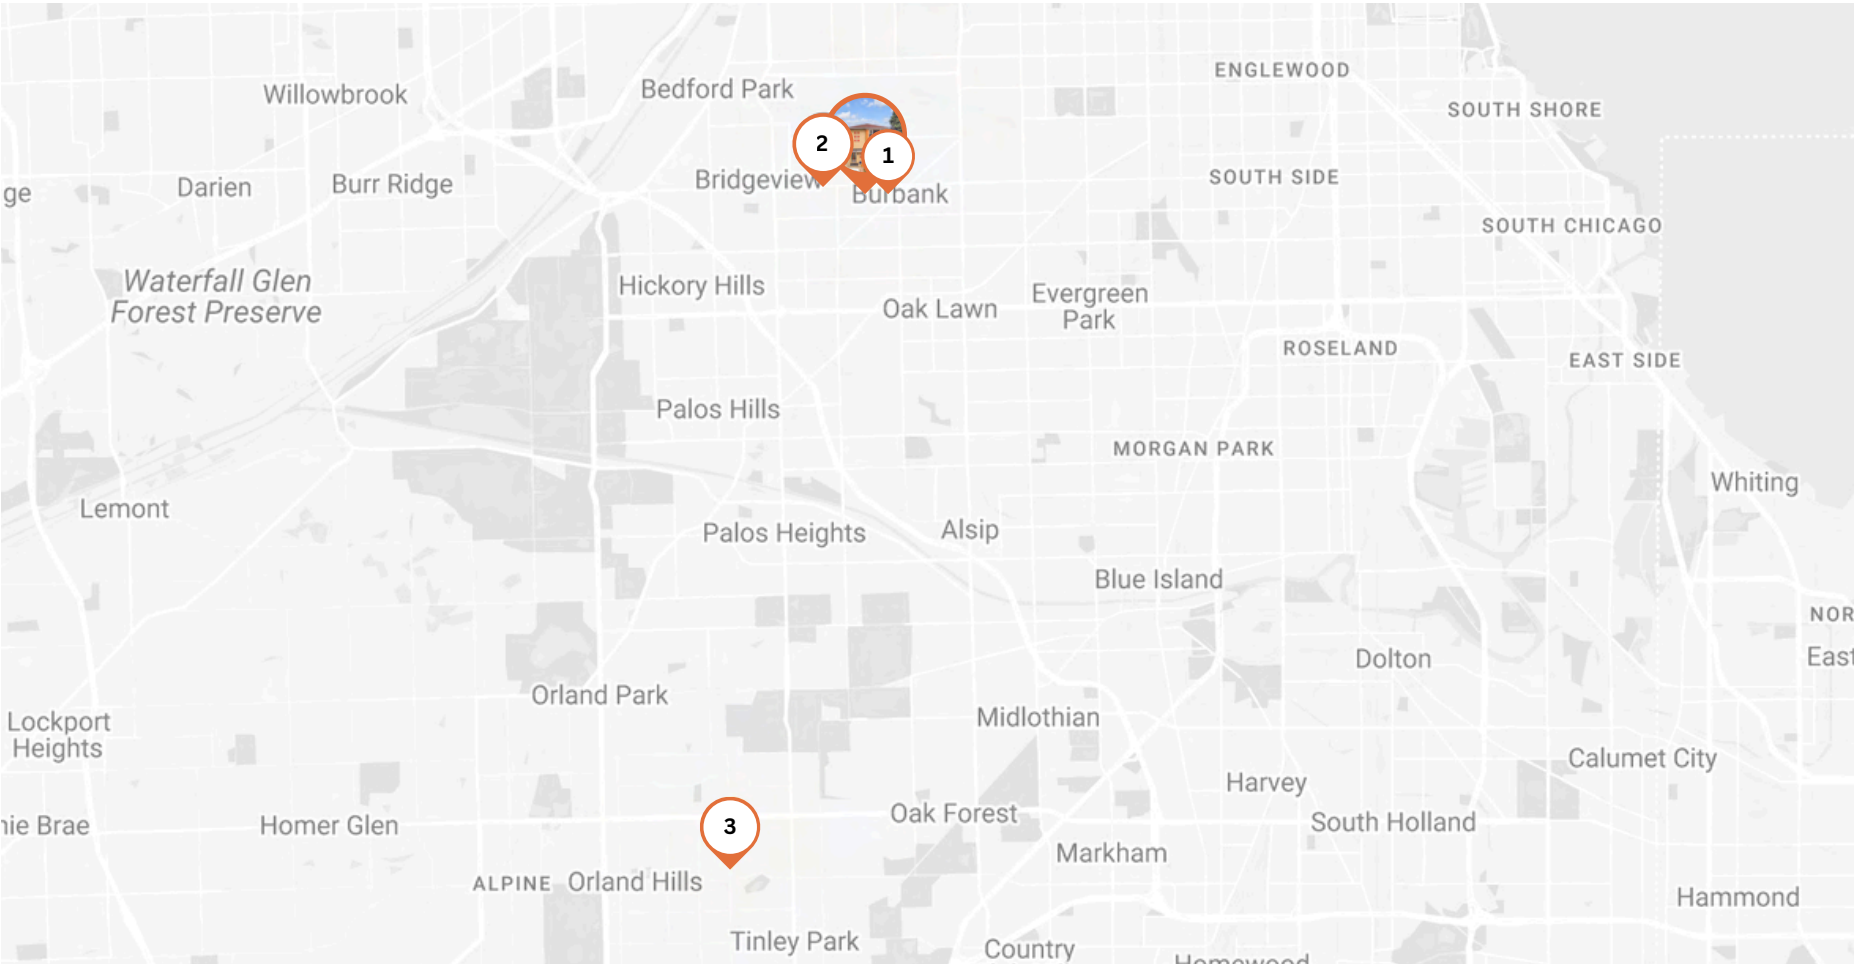 ENGLEWOOD
Bedford Park
Willowbrook
SOUTH SHORE
2
1
SOUTH SIDE
Bridgeview
Burr Ridge
Darien
ge
Burbank
SOUTH CHICAGO
Waterfall Glen
Forest Preserve
Hickory Hills
Evergreen
Park
Oak Lawn
ROSELAND
EAST SIDE
Palos Hills
MORGAN PARK
Whiting
Lemont
Palos Heights
Alsip
Blue Island
NOR
East
Dolton
Orland Park
Midlothian
Lockport
Heights
Calumet City
Harvey
Oak Forest
South Holland
nie Brae
Homer Glen
3
Markham
ALPINE
Orland Hills
Hammond
Tinley Park
Country
Homewood